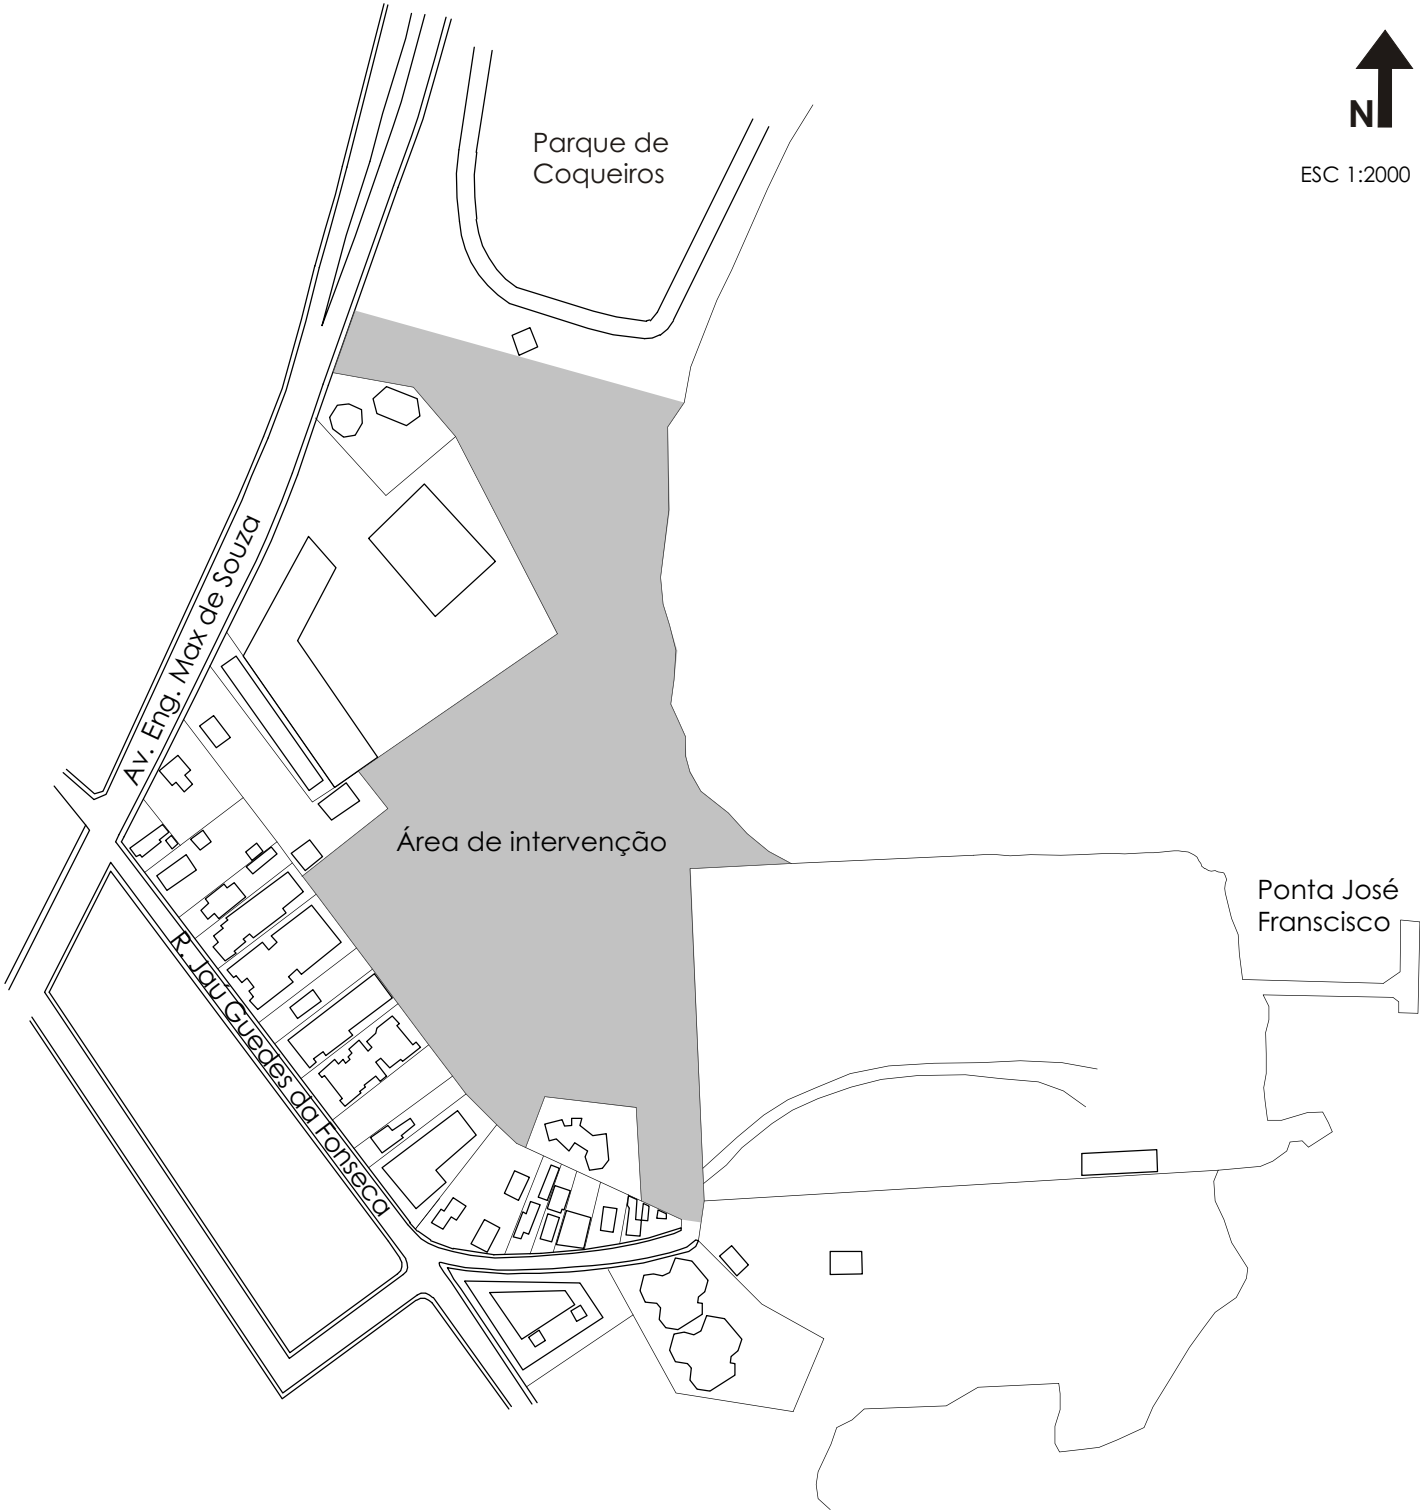 N
ESC 1:2000
Parque de
Coqueiros
Av. Eng. Max de Souza
Área de intervenção
Ponta José
Franscisco
R. Jaú Guedes da Fonseca